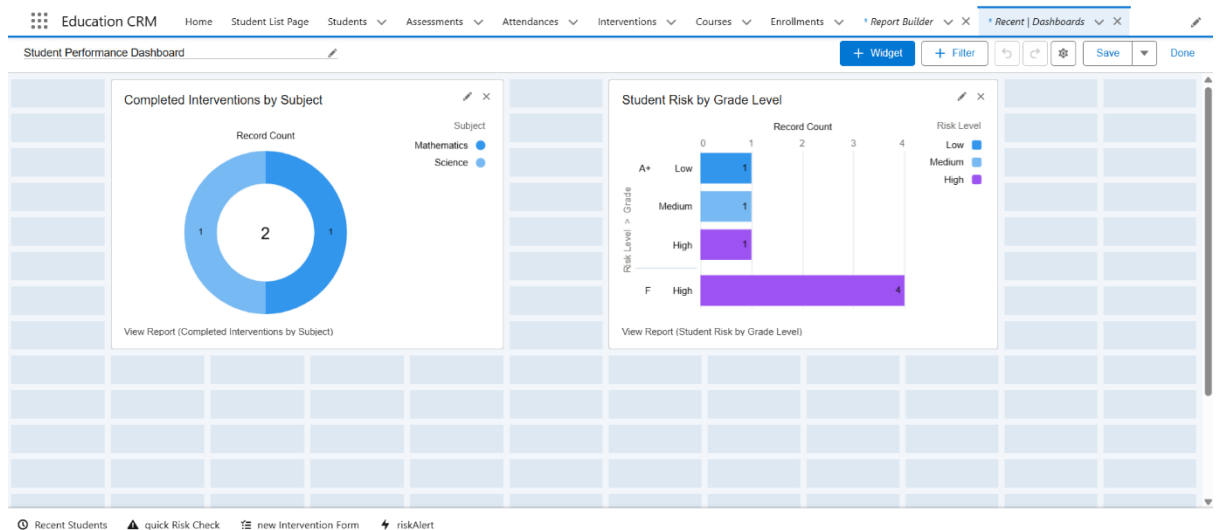 Education CRM Home Student List Page Students Assessments Attendances Interventions Courses Enrollments * Report Builder * Recent | Dashboards
Student Performance Dashboard
+ Widget + Filter Save Done
Completed Interventions by Subject
Record Count
Subject
Mathematics
Science
1 2 1
View Report (Completed Interventions by Subject)
Student Risk by Grade Level
Record Count
0 1 2 3 4
Risk Level
Low
Medium
High
Risk Level > Grade
A+ Low 1
Medium 1
High 1
F High 4
View Report (Student Risk by Grade Level)
Recent Students quick Risk Check new Intervention Form riskAlert